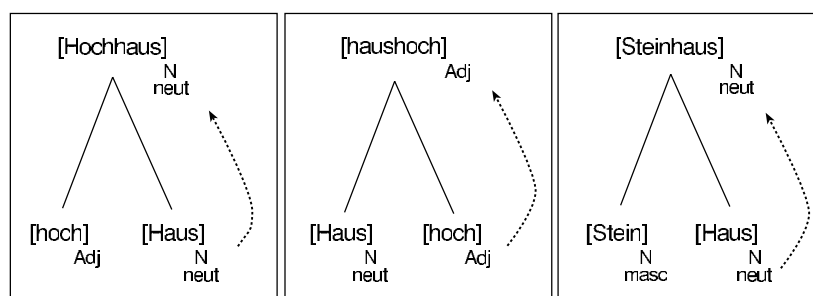 [Hochhaus]
N
neut
[hoch]
Adj
[Haus]
N
neut
[haushoch]
Adj
[Haus]
N
neut
[hoch]
Adj
[Steinhaus]
N
neut
[Stein]
N
masc
[Haus]
N
neut